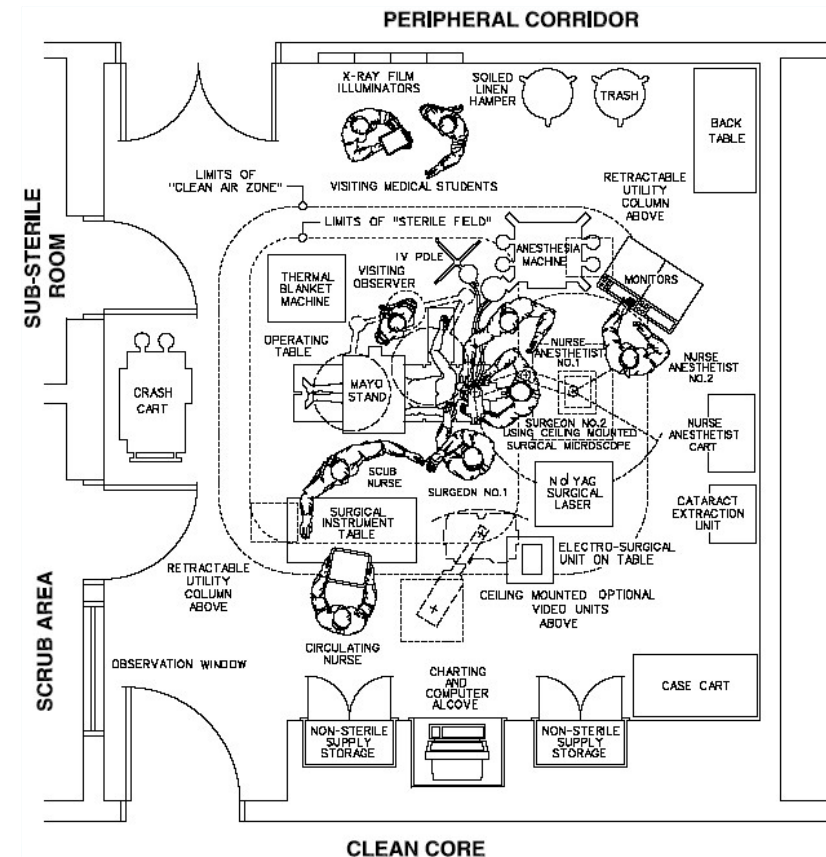 PERIPHERAL CORRIDOR
X-RAY FILM
ILLUMINATORS
SOILED
LINEN
HAMPER
TRASH
BACK
TABLE
LIMITS OF
"CLEAN AIR ZONE"
VISITING MEDICAL STUDENTS
RETRACTABLE
UTILITY
COLUMN
ABOVE
LIMITS OF "STERILE FIELD"
SUB-STERILE
ROOM
IV POLE
ANESTHESIA
MACHINE
THERMAL
BLANKET
MACHINE
VISITING
OBSERVER
MONITORS
OPERATING
TABLE
NURSE
ANESTHETIST
NO.1
NURSE
ANESTHETIST
NO.2
CRASH
CART
MAYO
STAND
SURGEON NO.2
USING CEILING MOUNTED
SURGICAL MICROSCOPE
NURSE
ANESTHETIST
CART
SCUB
NURSE
SURGEON NO.1
N d YAG
SURGICAL
LASER
CATARACT
EXTRACTION
UNIT
SURGICAL
INSTRUMENT
TABLE
ELECTRO-SURGICAL
UNIT ON TABLE
RETRACTABLE
UTILITY
COLUMN
ABOVE
CEILING MOUNTED OPTIONAL
VIDEO UNITS
ABOVE
SCRUB AREA
CIRCULATING
NURSE
OBSERVATION WINDOW
CHARTING
AND
COMPUTER
ALCOVE
CASE CART
NON-STERILE
SUPPLY
STORAGE
NON-STERILE
SUPPLY
STORAGE
CLEAN CORE